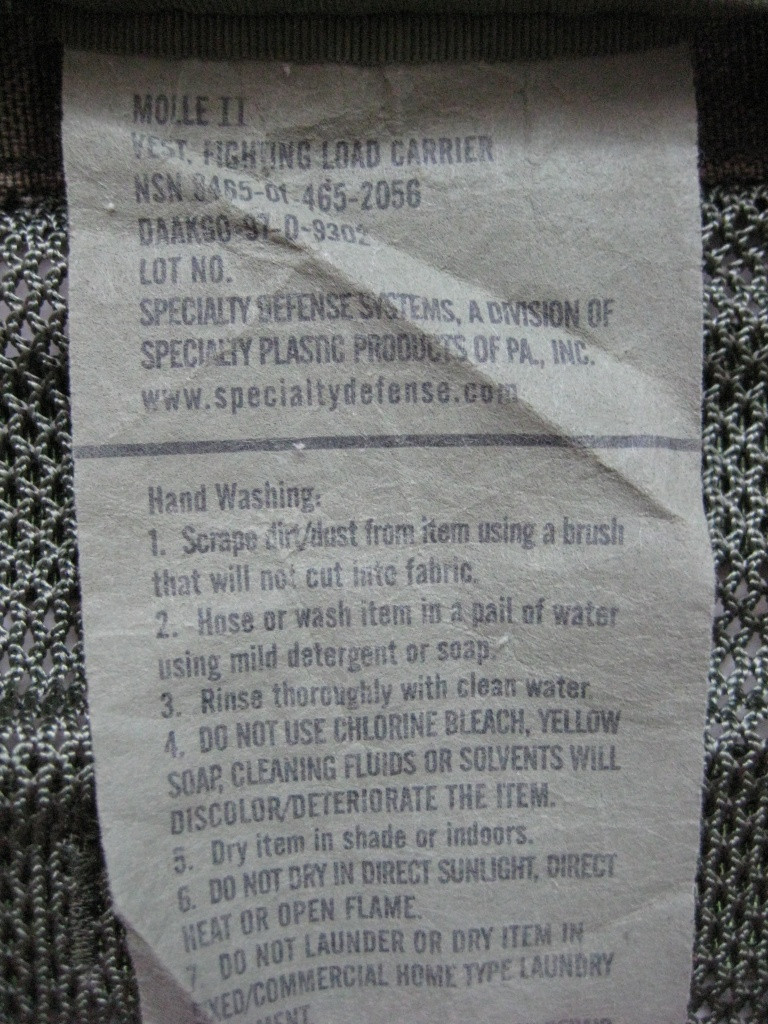 MOLLE II
VEST, FIGHTING LOAD CARRIER
NSN 8465-01-465-2056
DAAK60-97-D-9302
LOT NO.
SPECIALTY DEFENSE SYSTEMS, A DIVISION OF
SPECIALTY PLASTIC PRODUCTS OF PA., INC.
www.specialtydefense.com
Hand Washing:
1. Scrape dirt/dust from item using a brush
that will not cut into fabric.
2. Hose or wash item in a pail of water
using mild detergent or soap.
3. Rinse thoroughly with clean water.
4. DO NOT USE CHLORINE BLEACH, YELLOW
SOAP, CLEANING FLUIDS OR SOLVENTS WILL
DISCOLOR/DETERIORATE THE ITEM.
5. Dry item in shade or indoors.
6. DO NOT DRY IN DIRECT SUNLIGHT, DIRECT
HEAT OR OPEN FLAME.
7. DO NOT LAUNDER OR DRY ITEM IN
FIXED/COMMERCIAL HOME TYPE LAUNDRY